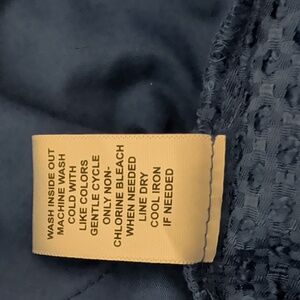 WASH INSIDE OUT
MACHINE WASH
COLD WITH
LIKE COLORS
GENTLE CYCLE
ONLY NON-
CHLORINE BLEACH
WHEN NEEDED
LINE DRY
COOL IRON
IF NEEDED